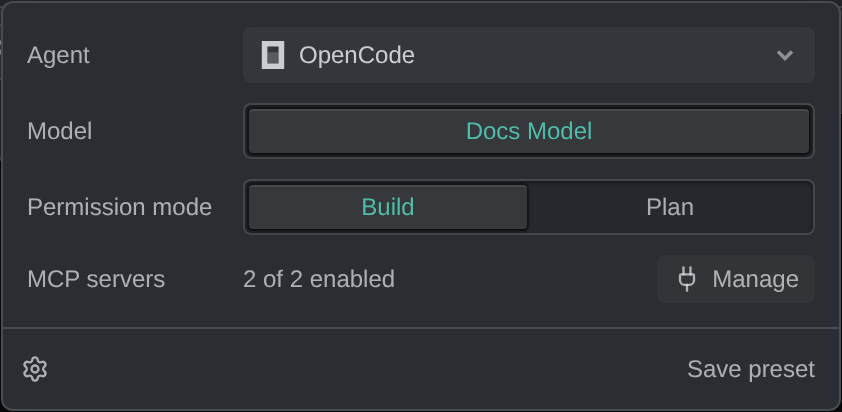 Agent OpenCode
Model Docs Model
Permission mode Build Plan
MCP servers 2 of 2 enabled Manage
Save preset